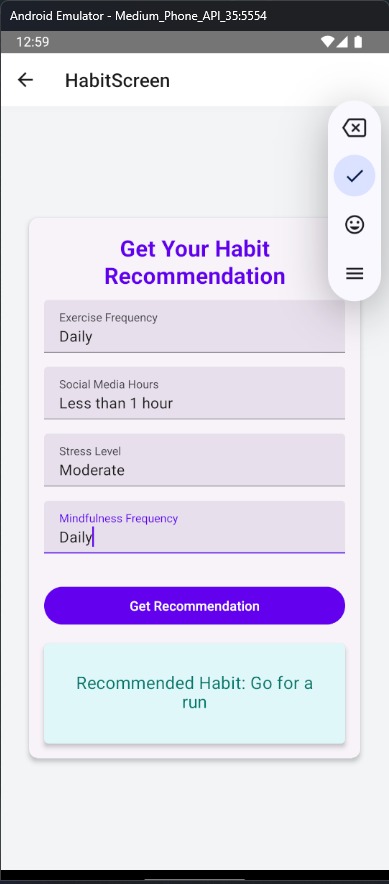 Android Emulator - Medium_Phone_API_35:5554
12:59
HabitScreen
Get Your Habit
Recommendation
Exercise Frequency
Daily
Social Media Hours
Less than 1 hour
Stress Level
Moderate
Mindfulness Frequency
Daily
Get Recommendation
Recommended Habit: Go for a
run